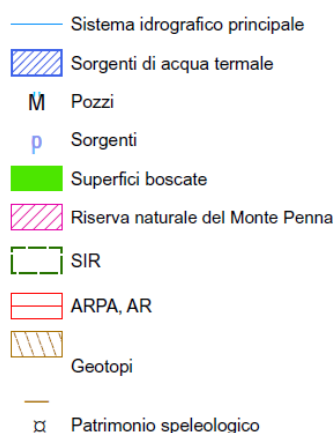 Sistema idrografico principale
Sorgenti di acqua termale
M Pozzi
p Sorgenti
Superfici boscate
Riserva naturale del Monte Penna
SIR
ARPA, AR
Geotopi
¤ Patrimonio speleologico